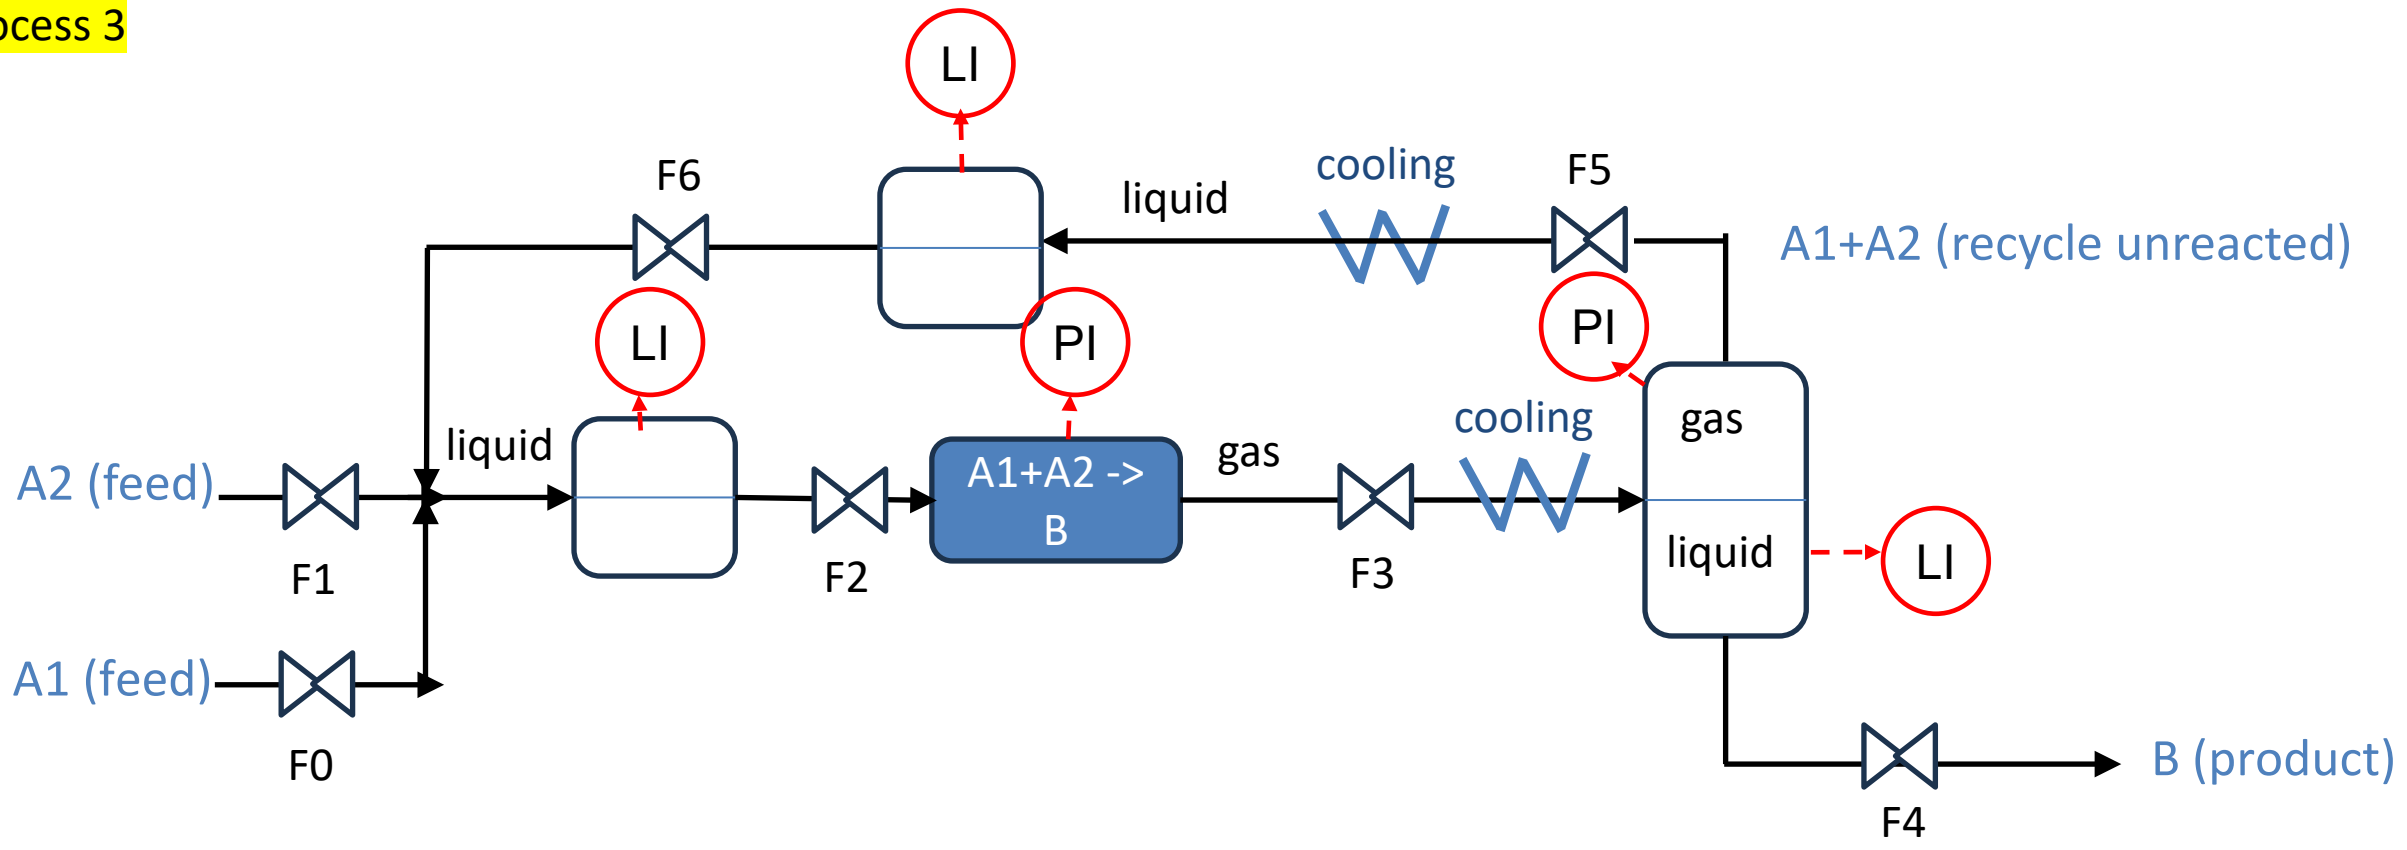 ocess 3
LI
F6
liquid
cooling
F5
A1+A2 (recycle unreacted)
LI
PI
PI
A2 (feed)
liquid
A1+A2 ->
B
gas
cooling
gas
liquid
LI
F1
F2
F3
A1 (feed)
F0
B (product)
F4